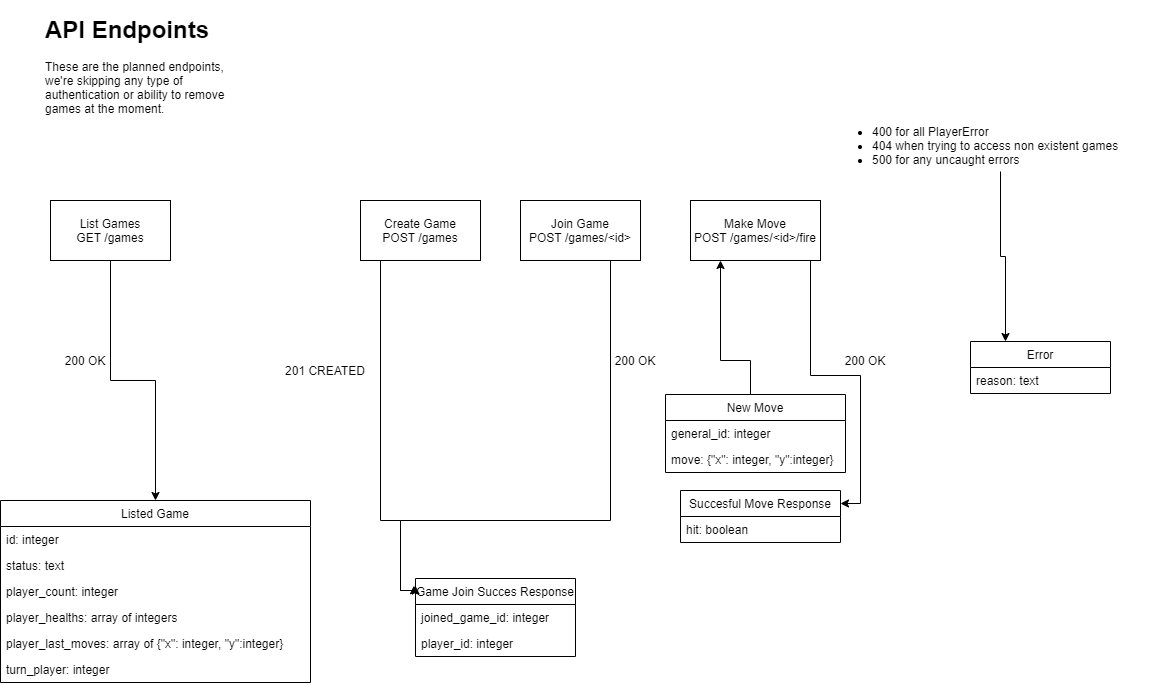 API Endpoints
These are the planned endpoints,
we're skipping any type of
authentication or ability to remove
games at the moment.
400 for all PlayerError
404 when trying to access non existent games
500 for any uncaught errors
List Games
GET /games
Create Game
POST /games
Join Game
POST /games/<id>
Make Move
POST /games/<id>/fire
200 OK
201 CREATED
200 OK
200 OK
Error
reason: text
New Move
general_id: integer
move: {"x": integer, "y":integer}
Succesful Move Response
hit: boolean
Listed Game
id: integer
status: text
player_count: integer
player_healths: array of integers
player_last_moves: array of {"x": integer, "y":integer}
turn_player: integer
Game Join Succes Response
joined_game_id: integer
player_id: integer